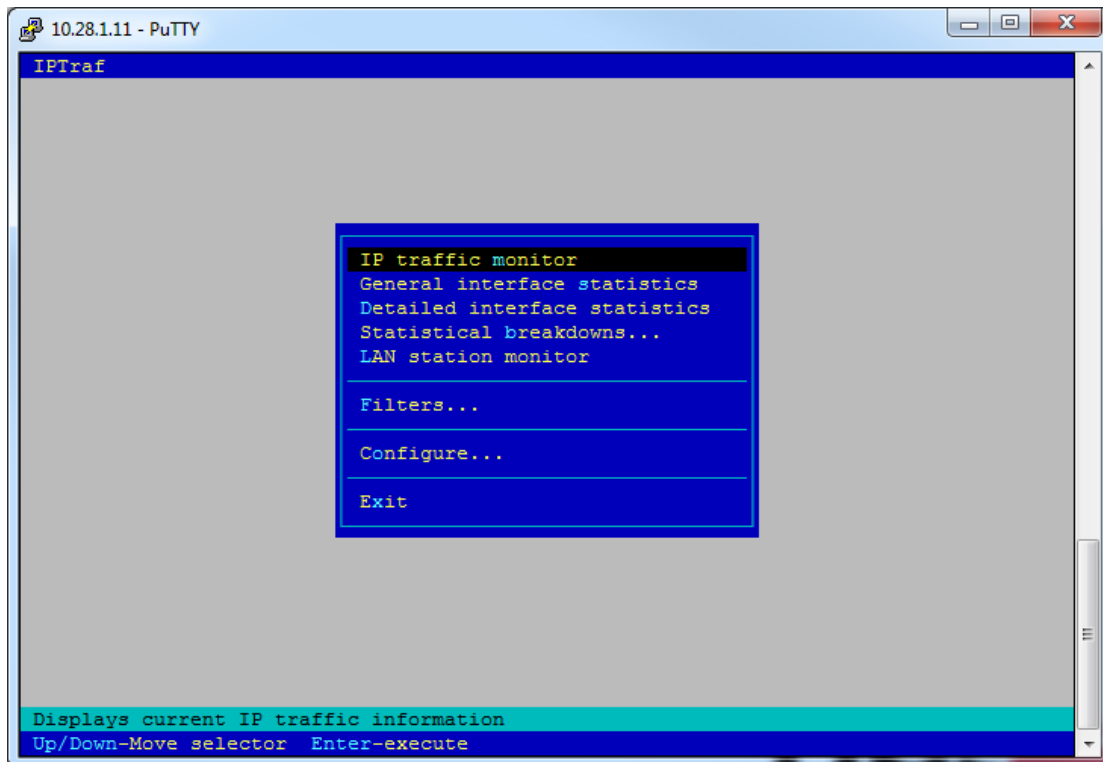 10.28.1.11 - PuTTY
IPTraf
IP traffic monitor
General interface statistics
Detailed interface statistics
Statistical breakdowns...
LAN station monitor
Filters...
Configure...
Exit
Displays current IP traffic information
Up/Down-Move selector  Enter-execute